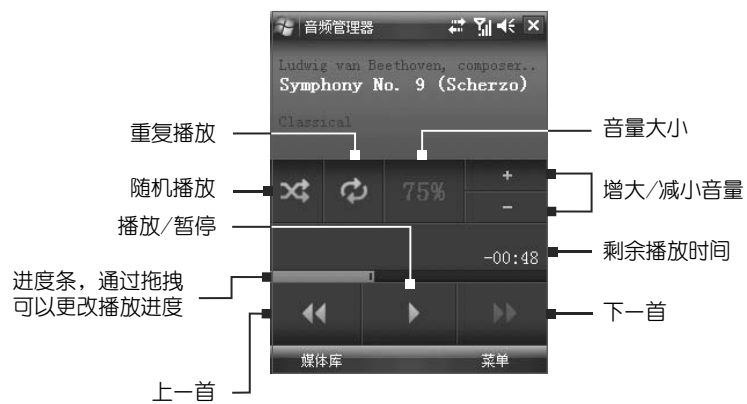 音频管理器
Ludwig van Beethoven, composer..
Symphony No. 9 (Scherzo)
Classical
重复播放
音量大小
随机播放
75%
+
-
增大/减小音量
播放/暂停
-00:48
剩余播放时间
进度条，通过拖拽
可以更改播放进度
下一首
媒体库
菜单
上一首